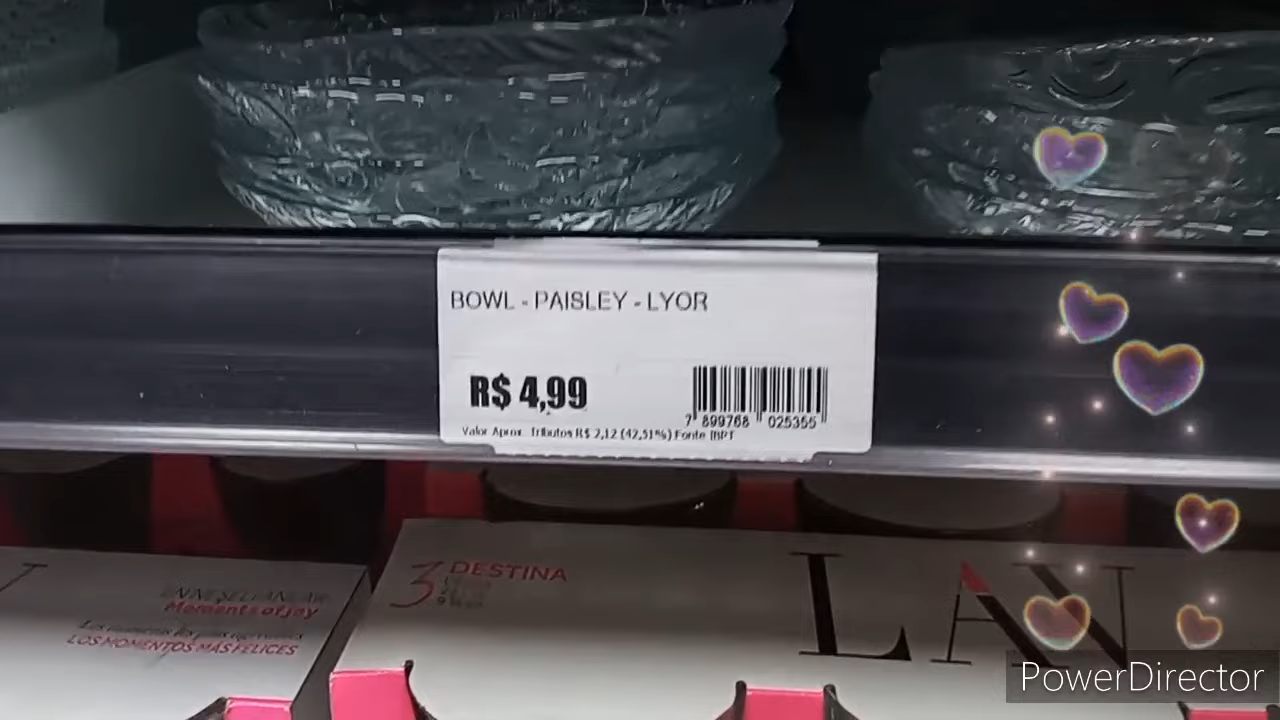 BOWL - PAISLEY - LYOR
R$ 4,99
7 899768 025355
Valor Aprox. Tributos R$ 2,12 (42,51%) Fonte IBPT
3 DESTINA
LAN
Moments of joy
LOS MOMENTOS MÁS FELICES
PowerDirector